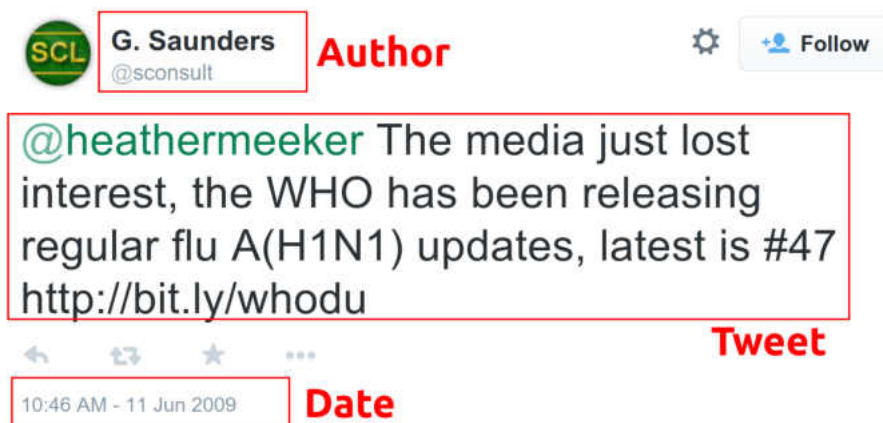 SCL
G. Saunders
@sconsult
Author
Follow
@heathermeeker The media just lost
interest, the WHO has been releasing
regular flu A(H1N1) updates, latest is #47
http://bit.ly/whodu
Tweet
10:46 AM - 11 Jun 2009
Date